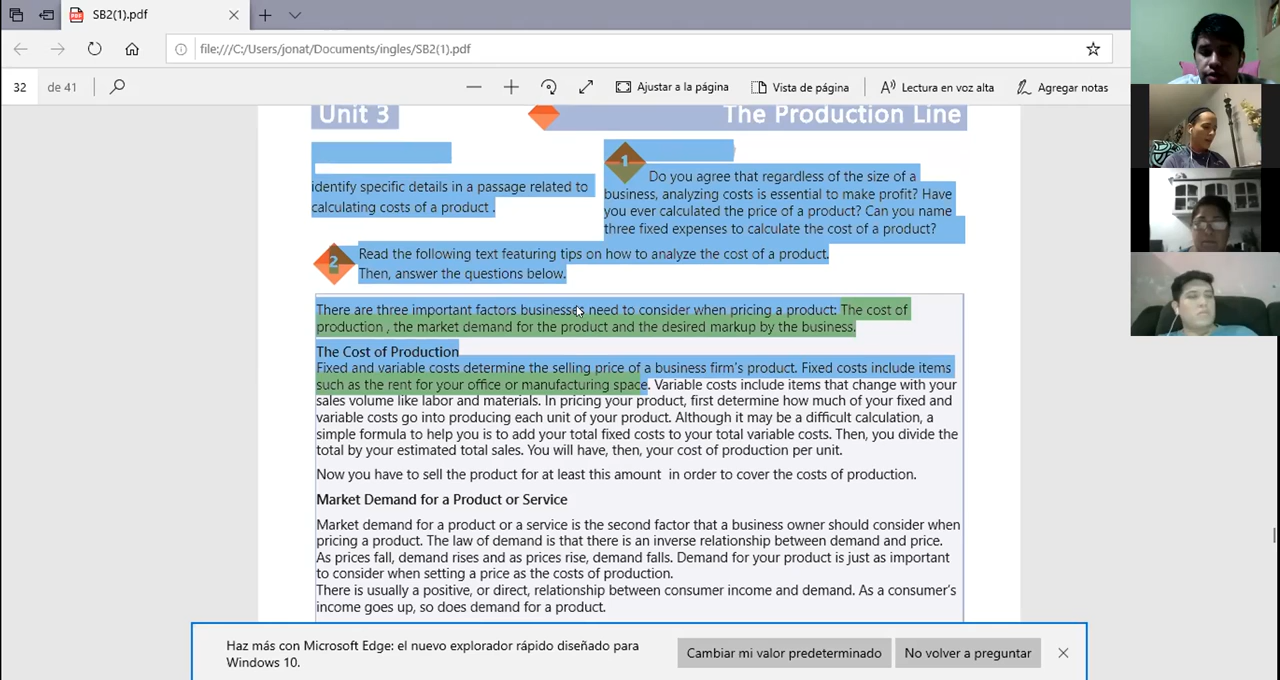 SB2(1).pdf
file:///C:/Users/jonat/Documents/ingles/SB2(1).pdf
32 de 41
Ajustar a la página
Vista de página
Lectura en voz alta
Agregar notas
Unit 3
The Production Line
identify specific details in a passage related to
calculating costs of a product .
1
Do you agree that regardless of the size of a
business, analyzing costs is essential to make profit? Have
you ever calculated the price of a product? Can you name
three fixed expenses to calculate the cost of a product?
2
Read the following text featuring tips on how to analyze the cost of a product.
Then, answer the questions below.
There are three important factors businesses need to consider when pricing a product: The cost of
production , the market demand for the product and the desired markup by the business.
The Cost of Production
Fixed and variable costs determine the selling price of a business firm's product. Fixed costs include items
such as the rent for your office or manufacturing space. Variable costs include items that change with your
sales volume like labor and materials. In pricing your product, first determine how much of your fixed and
variable costs go into producing each unit of your product. Although it may be a difficult calculation, a
simple formula to help you is to add your total fixed costs to your total variable costs. Then, you divide the
total by your estimated total sales. You will have, then, your cost of production per unit.
Now you have to sell the product for at least this amount in order to cover the costs of production.
Market Demand for a Product or Service
Market demand for a product or a service is the second factor that a business owner should consider when
pricing a product. The law of demand is that there is an inverse relationship between demand and price.
As prices fall, demand rises and as prices rise, demand falls. Demand for your product is just as important
to consider when setting a price as the costs of production.
There is usually a positive, or direct, relationship between consumer income and demand. As a consumer's
income goes up, so does demand for a product.
Haz más con Microsoft Edge: el nuevo explorador rápido diseñado para
Windows 10.
Cambiar mi valor predeterminado
No volver a preguntar